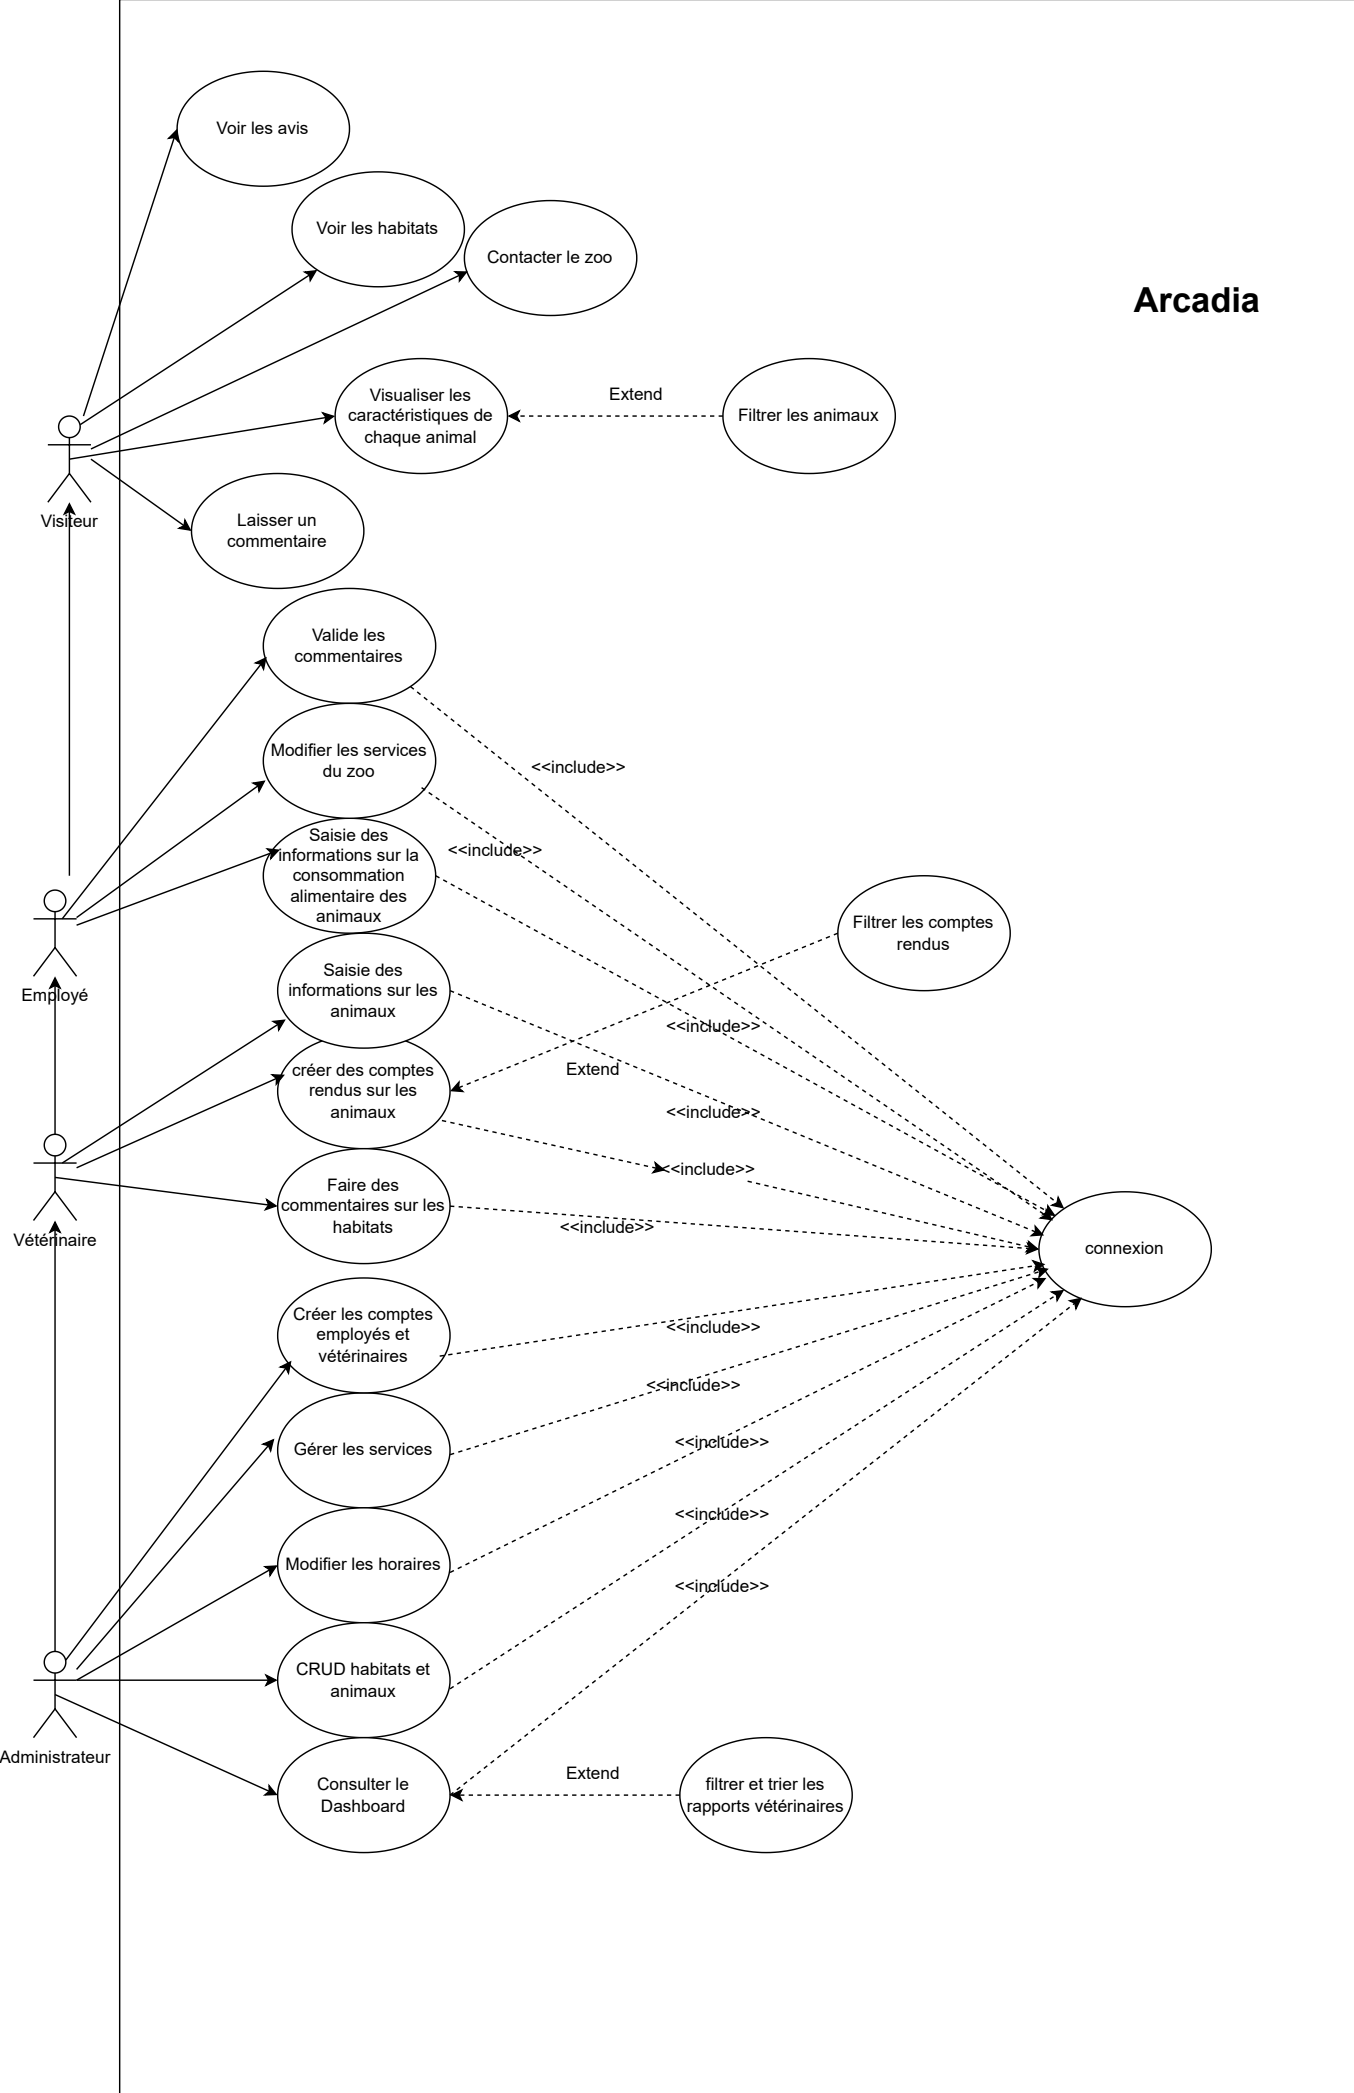 Voir les avis
Voir les habitats
Contacter le zoo
Arcadia
Visualiser les
caractéristiques de
chaque animal
Extend
Filtrer les animaux
Visiteur
Laisser un
commentaire
Valide les
commentaires
Modifier les services
du zoo
<<include>>
Saisie des
informations sur la
consommation
alimentaire des
animaux
<<include>>
Filtrer les comptes
rendus
Employé
Saisie des
informations sur les
animaux
<<include>>
créer des comptes
rendus sur les
animaux
Extend
<<include>>
<<include>>
Faire des
commentaires sur les
habitats
<<include>>
Vétérinaire
connexion
Créer les comptes
employés et
vétérinaires
<<include>>
Gérer les services
<<include>>
<<include>>
Modifier les horaires
<<include>>
<<include>>
CRUD habitats et
animaux
Administrateur
Consulter le
Dashboard
Extend
filtrer et trier les
rapports vétérinaires